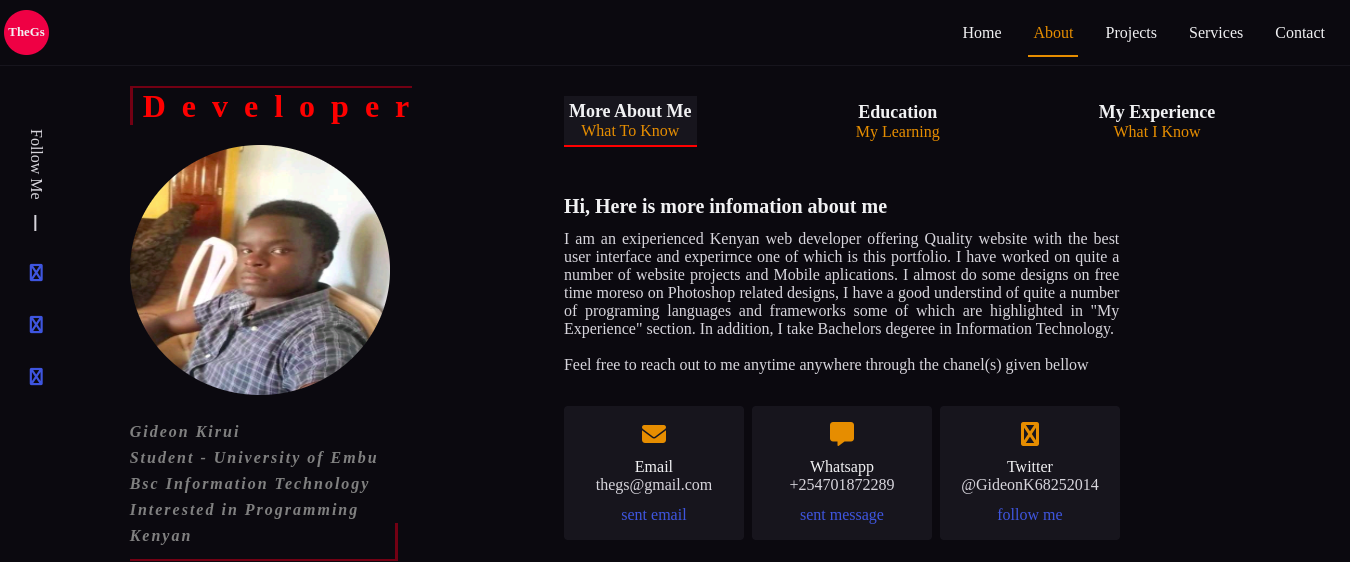 TheGs
Home
About
Projects
Services
Contact
Follow Me
Developer
Gideon Kirui
Student - University of Embu
Bsc Information Technology
Interested in Programming
Kenyan
More About Me
What To Know
Education
My Learning
My Experience
What I Know
Hi, Here is more infomation about me
I am an exiperienced Kenyan web developer offering Quality website with the best
user interface and experirnce one of which is this portfolio. I have worked on quite a
number of website projects and Mobile aplications. I almost do some designs on free
time moreso on Photoshop related designs, I have a good understind of quite a number
of programing languages and frameworks some of which are highlighted in "My
Experience" section. In addition, I take Bachelors degeree in Information Technology.
Feel free to reach out to me anytime anywhere through the chanel(s) given bellow
Email
thegs@gmail.com
sent email
Whatsapp
+254701872289
sent message
Twitter
@GideonK68252014
follow me